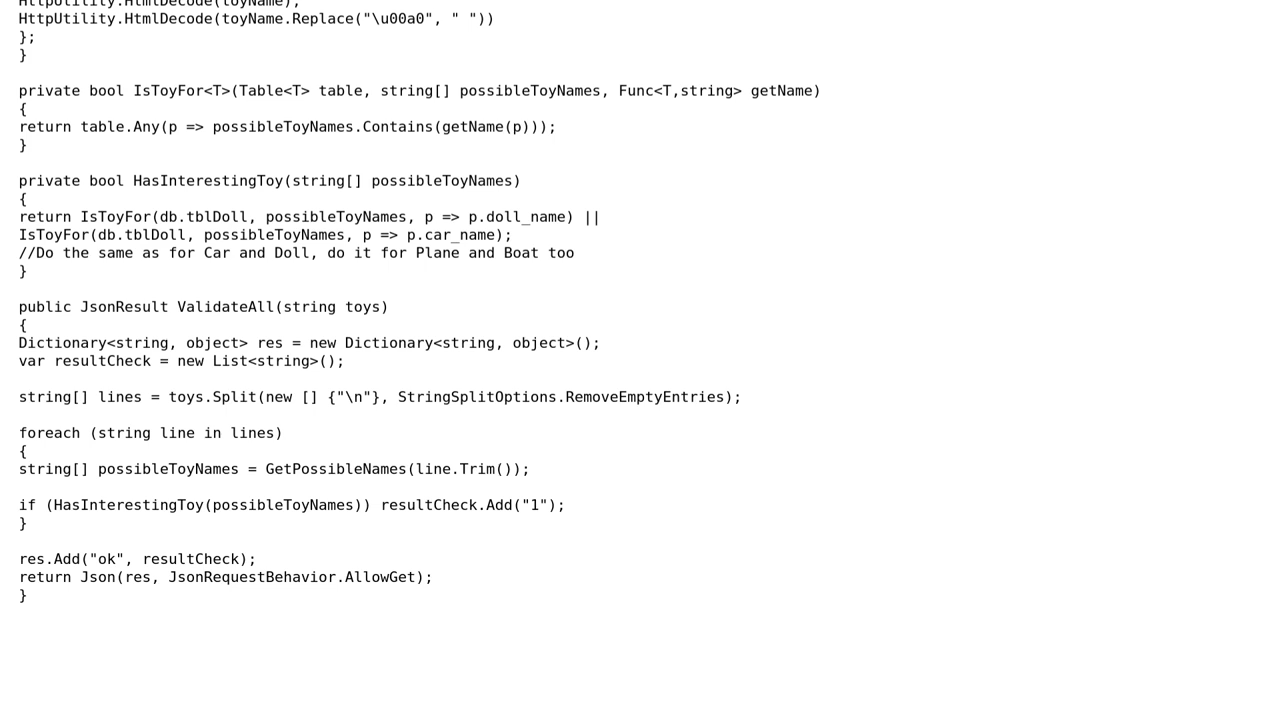 HttpUtility.HtmlDecode(toyName),
HttpUtility.HtmlDecode(toyName.Replace("\u00a0", " "))
};
}
private bool IsToyFor<T>(Table<T> table, string[] possibleToyNames, Func<T,string> getName)
{
return table.Any(p => possibleToyNames.Contains(getName(p)));
}
private bool HasInterestingToy(string[] possibleToyNames)
{
return IsToyFor(db.tblDoll, possibleToyNames, p => p.doll_name) ||
IsToyFor(db.tblDoll, possibleToyNames, p => p.car_name);
//Do the same as for Car and Doll, do it for Plane and Boat too
}
public JsonResult ValidateAll(string toys)
{
Dictionary<string, object> res = new Dictionary<string, object>();
var resultCheck = new List<string>();
string[] lines = toys.Split(new [] {"\n"}, StringSplitOptions.RemoveEmptyEntries);
foreach (string line in lines)
{
string[] possibleToyNames = GetPossibleNames(line.Trim());
if (HasInterestingToy(possibleToyNames)) resultCheck.Add("1");
}
res.Add("ok", resultCheck);
return Json(res, JsonRequestBehavior.AllowGet);
}